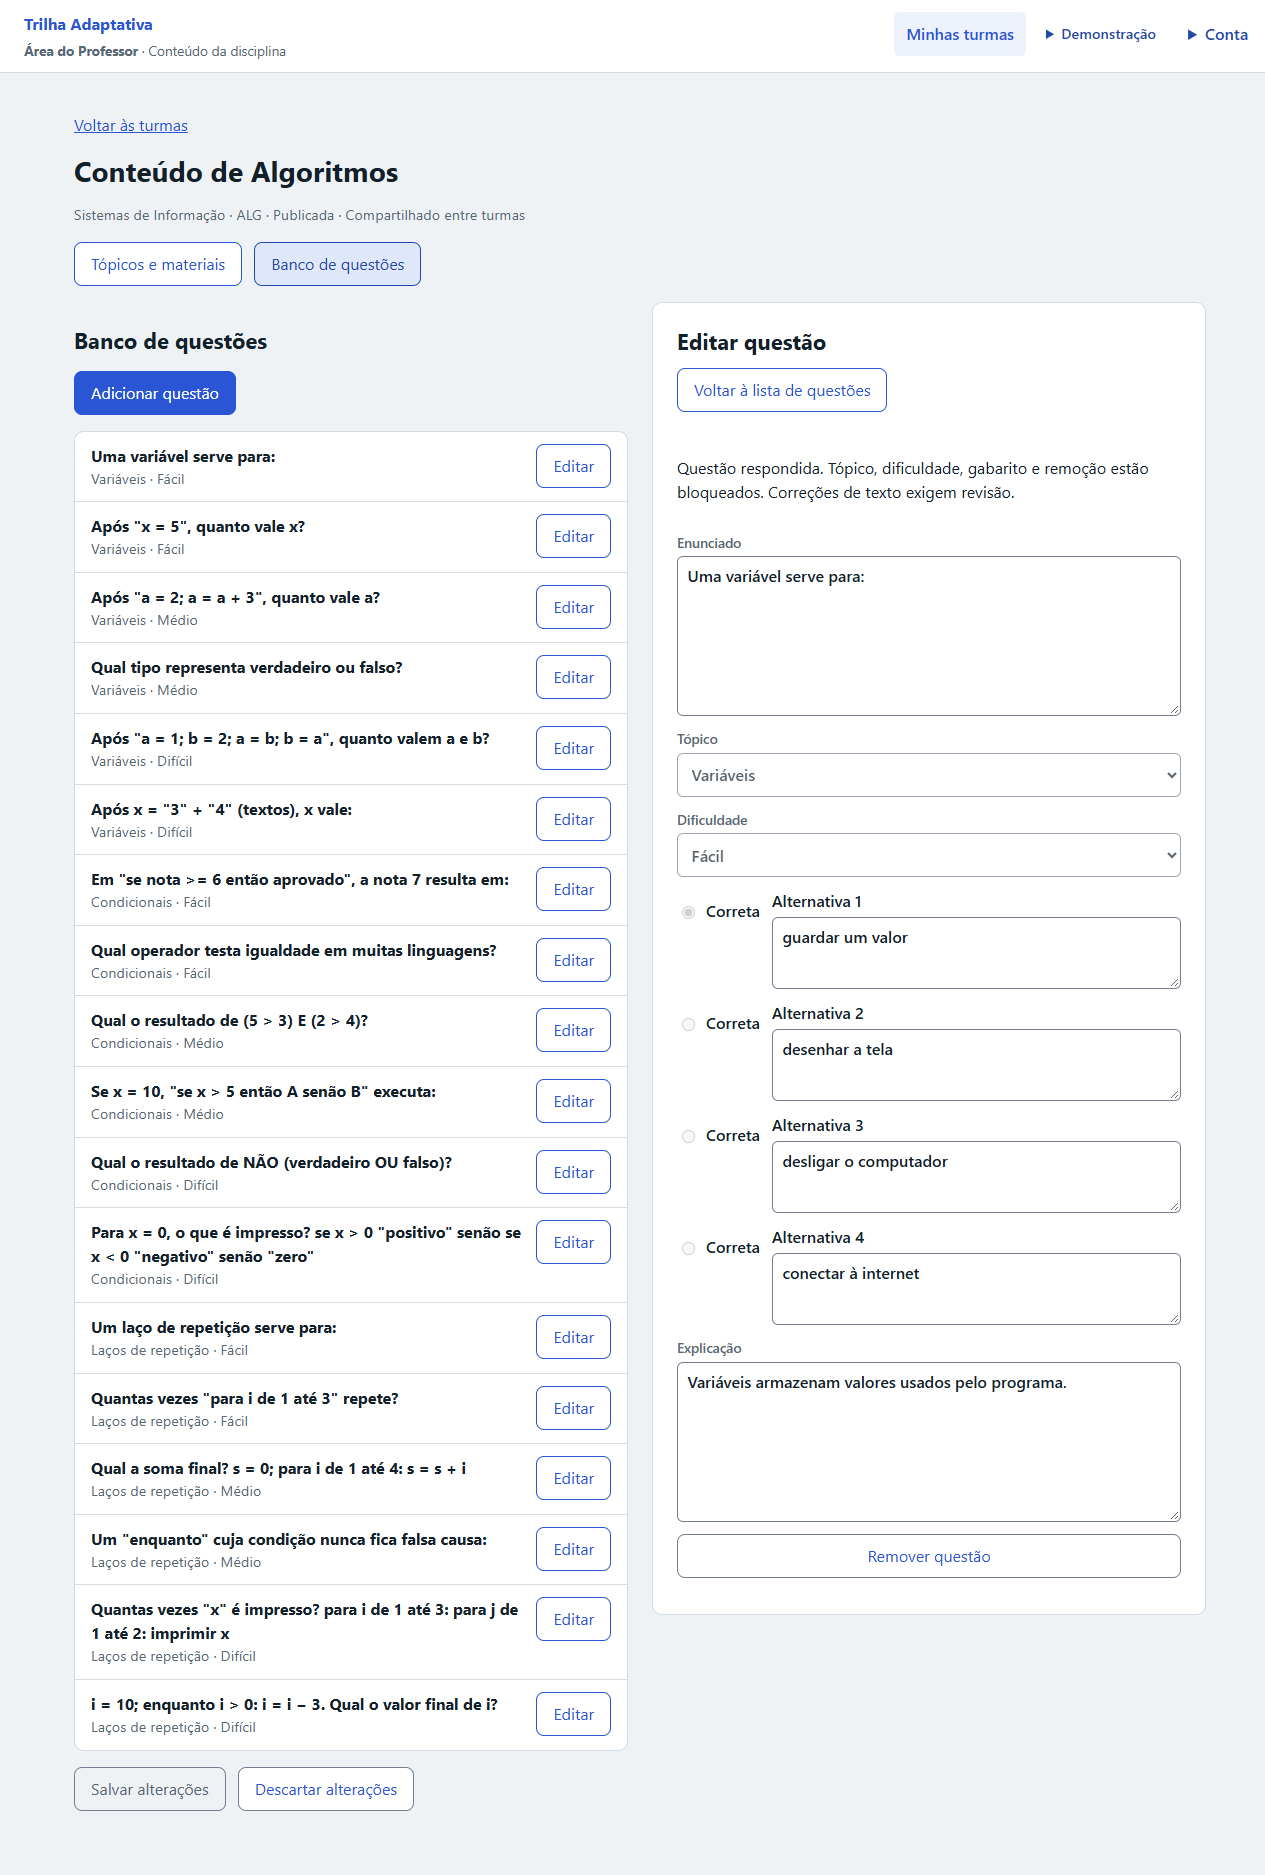 Trilha Adaptativa
Área do Professor · Conteúdo da disciplina
Minhas turmas
Demonstração
Conta
Voltar às turmas
Conteúdo de Algoritmos
Sistemas de Informação · ALG · Publicada · Compartilhado entre turmas
Tópicos e materiais
Banco de questões
Banco de questões
Adicionar questão
Uma variável serve para:
Variáveis · Fácil
Editar
Após "x = 5", quanto vale x?
Variáveis · Fácil
Editar
Após "a = 2; a = a + 3", quanto vale a?
Variáveis · Médio
Editar
Qual tipo representa verdadeiro ou falso?
Variáveis · Médio
Editar
Após "a = 1; b = 2; a = b; b = a", quanto valem a e b?
Variáveis · Difícil
Editar
Após x = "3" + "4" (textos), x vale:
Variáveis · Difícil
Editar
Em "se nota >= 6 então aprovado", a nota 7 resulta em:
Condicionais · Fácil
Editar
Qual operador testa igualdade em muitas linguagens?
Condicionais · Fácil
Editar
Qual o resultado de (5 > 3) E (2 > 4)?
Condicionais · Médio
Editar
Se x = 10, "se x > 5 então A senão B" executa:
Condicionais · Médio
Editar
Qual o resultado de NÃO (verdadeiro OU falso)?
Condicionais · Difícil
Editar
Para x = 0, o que é impresso? se x > 0 "positivo" senão se
x < 0 "negativo" senão "zero"
Condicionais · Difícil
Editar
Um laço de repetição serve para:
Laços de repetição · Fácil
Editar
Quantas vezes "para i de 1 até 3" repete?
Laços de repetição · Fácil
Editar
Qual a soma final? s = 0; para i de 1 até 4: s = s + i
Laços de repetição · Médio
Editar
Um "enquanto" cuja condição nunca fica falsa causa:
Laços de repetição · Médio
Editar
Quantas vezes "x" é impresso? para i de 1 até 3: para j de
1 até 2: imprimir x
Laços de repetição · Difícil
Editar
i = 10; enquanto i > 0: i = i − 3. Qual o valor final de i?
Laços de repetição · Difícil
Editar
Salvar alterações
Descartar alterações
Editar questão
Voltar à lista de questões
Questão respondida. Tópico, dificuldade, gabarito e remoção estão
bloqueados. Correções de texto exigem revisão.
Enunciado
Uma variável serve para:
Tópico
Variáveis
Dificuldade
Fácil
Correta
Alternativa 1
guardar um valor
Correta
Alternativa 2
desenhar a tela
Correta
Alternativa 3
desligar o computador
Correta
Alternativa 4
conectar à internet
Explicação
Variáveis armazenam valores usados pelo programa.
Remover questão